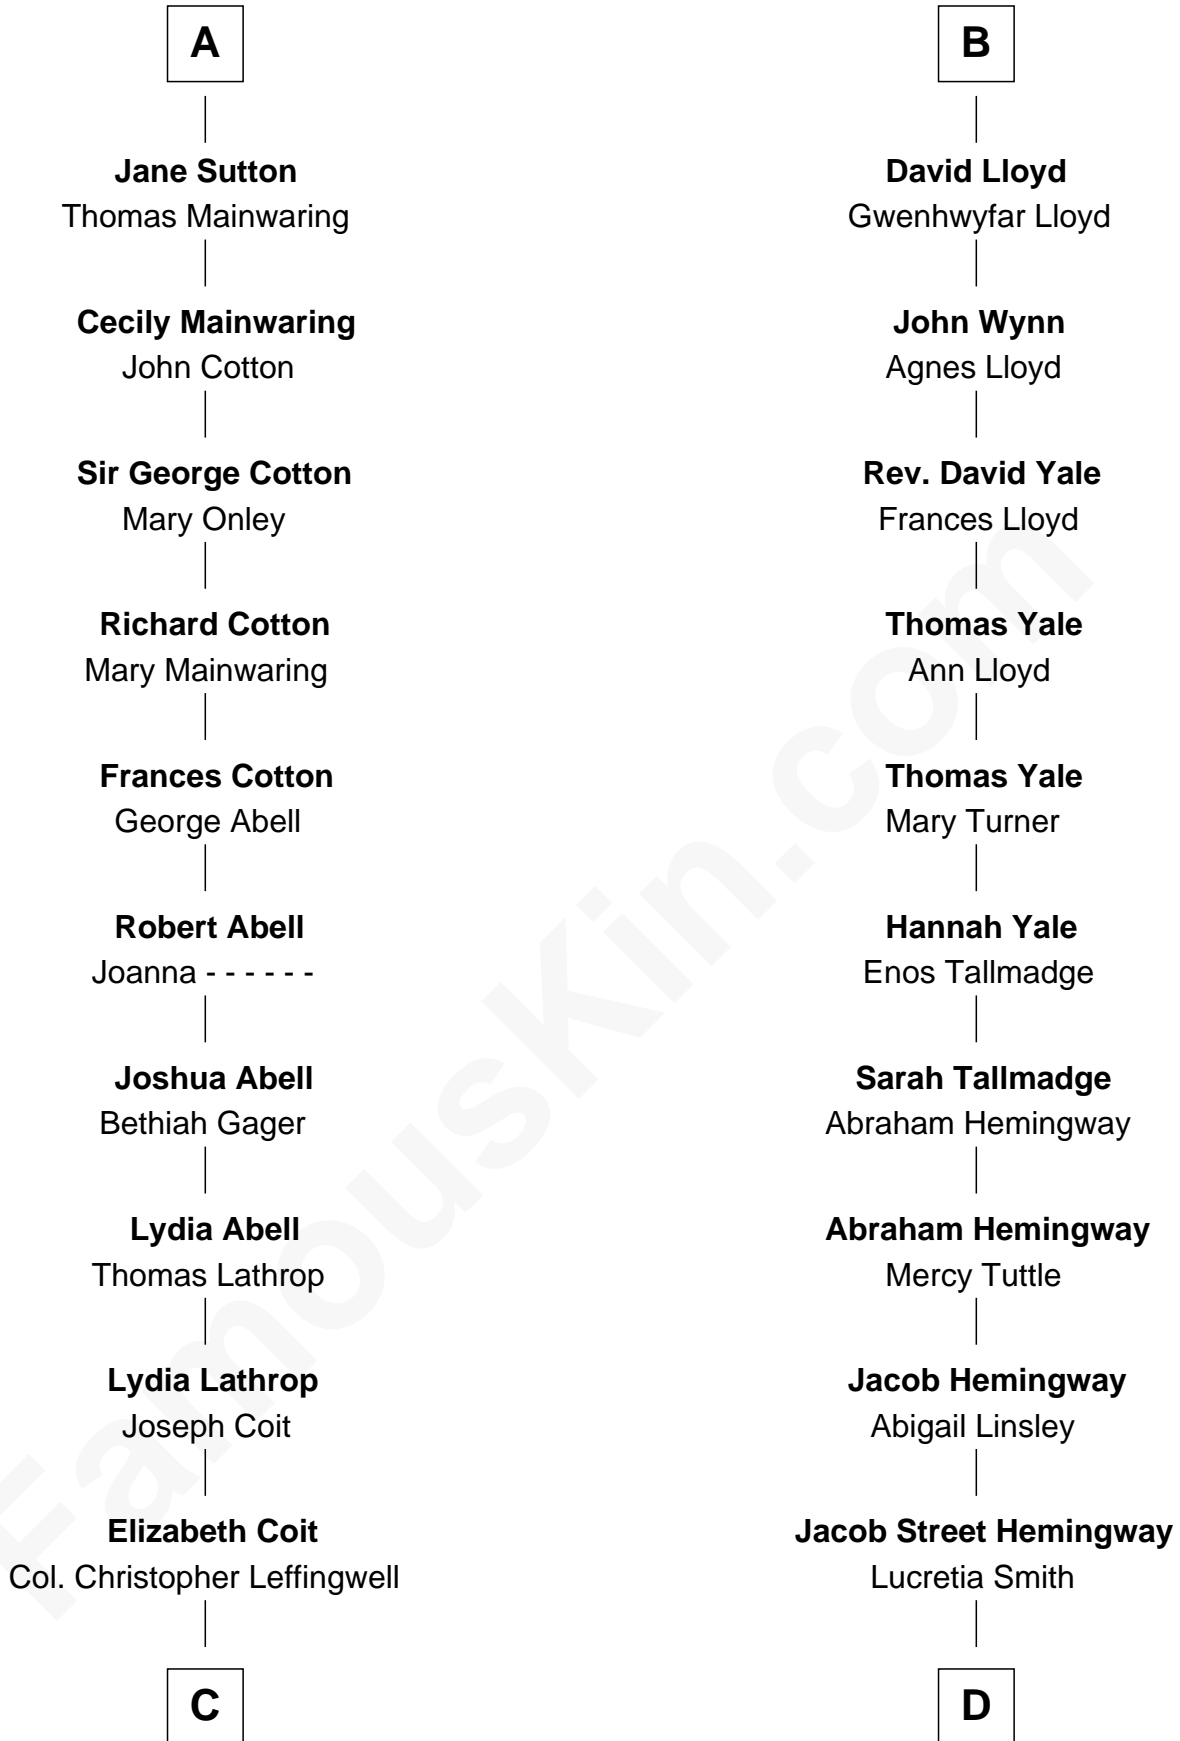 A
Jane Sutton
Thomas Mainwaring
Cecily Mainwaring
John Cotton
Sir George Cotton
Mary Onley
Richard Cotton
Mary Mainwaring
Frances Cotton
George Abell
Robert Abell
Joanna - - - - - -
Joshua Abell
Bethiah Gager
Lydia Abell
Thomas Lathrop
Lydia Lathrop
Joseph Coit
Elizabeth Coit
Col. Christopher Leffingwell
C
B
David Lloyd
Gwenhwyfar Lloyd
John Wynn
Agnes Lloyd
Rev. David Yale
Frances Lloyd
Thomas Yale
Ann Lloyd
Thomas Yale
Mary Turner
Hannah Yale
Enos Tallmadge
Sarah Tallmadge
Abraham Hemingway
Abraham Hemingway
Mercy Tuttle
Jacob Hemingway
Abigail Linsley
Jacob Street Hemingway
Lucretia Smith
D
FamousKin.com